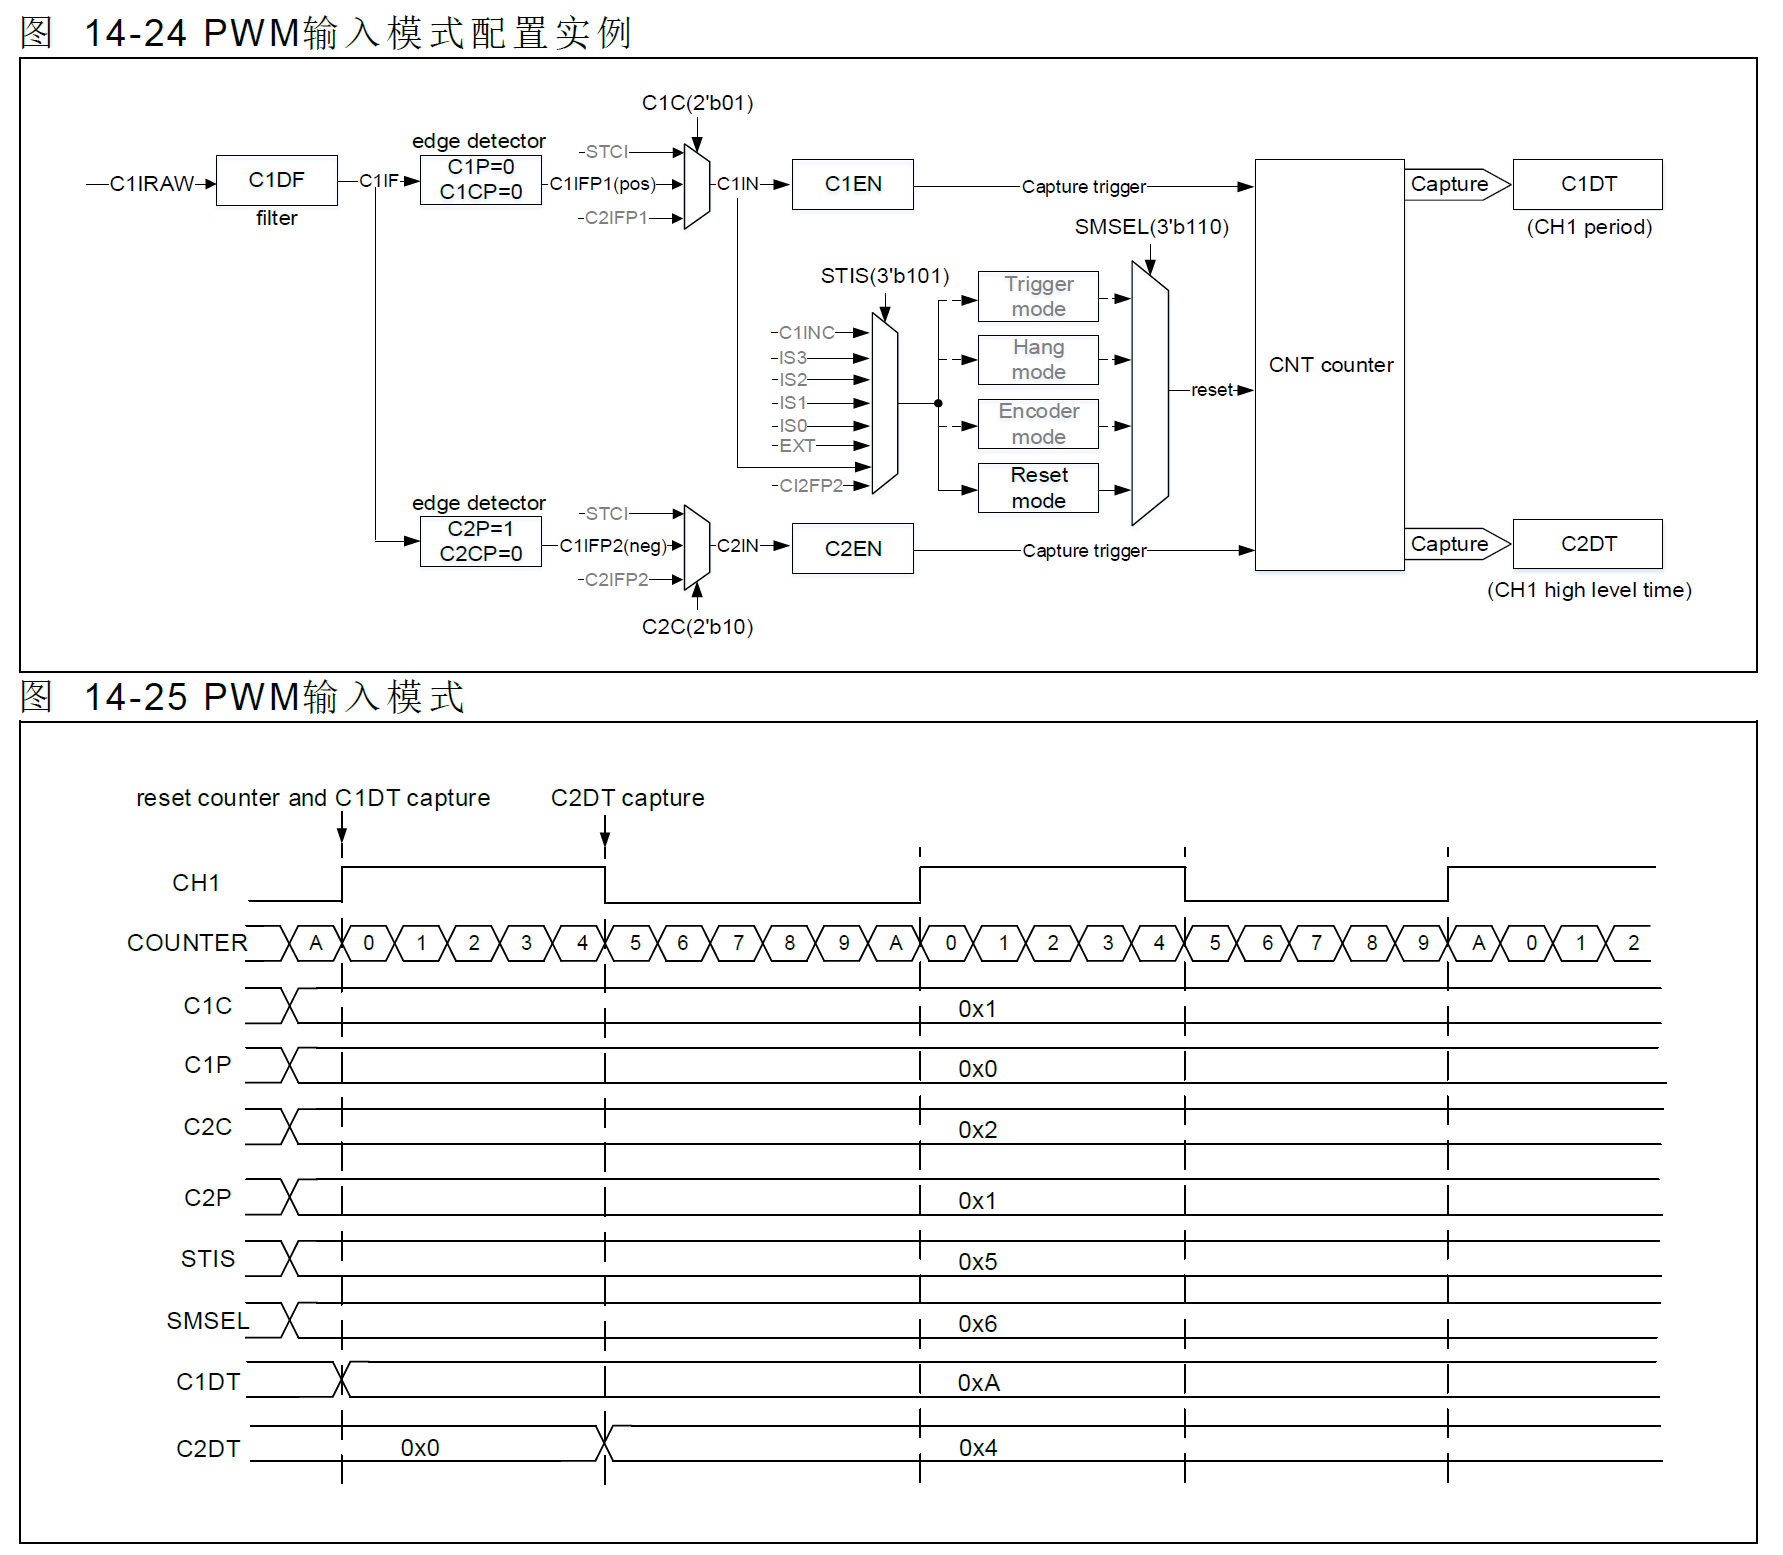 图 14-24 PWM输入模式配置实例
C1C(2'b01)
edge detector
STCI
C1IRAW
C1DF
C1IF
C1P=0
C1CP=0
C1IFP1(pos)
C1IN
C1EN
Capture trigger
Capture
C1DT
filter
C2IFP1
SMSEL(3'b110)
(CH1 period)
STIS(3'b101)
Trigger
mode
C1INC
IS3
IS2
IS1
IS0
EXT
CI2FP2
Hang
mode
Encoder
mode
Reset
mode
reset
CNT counter
edge detector
STCI
C2P=1
C2CP=0
C1IFP2(neg)
C2IN
C2EN
Capture trigger
Capture
C2DT
C2IFP2
(CH1 high level time)
C2C(2'b10)
图 14-25 PWM输入模式
reset counter and C1DT capture
C2DT capture
CH1
COUNTER A 0 1 2 3 4 5 6 7 8 9 A 0 1 2 3 4 5 6 7 8 9 A 0 1 2
C1C 0x1
C1P 0x0
C2C 0x2
C2P 0x1
STIS 0x5
SMSEL 0x6
C1DT 0xA
C2DT 0x0 0x4